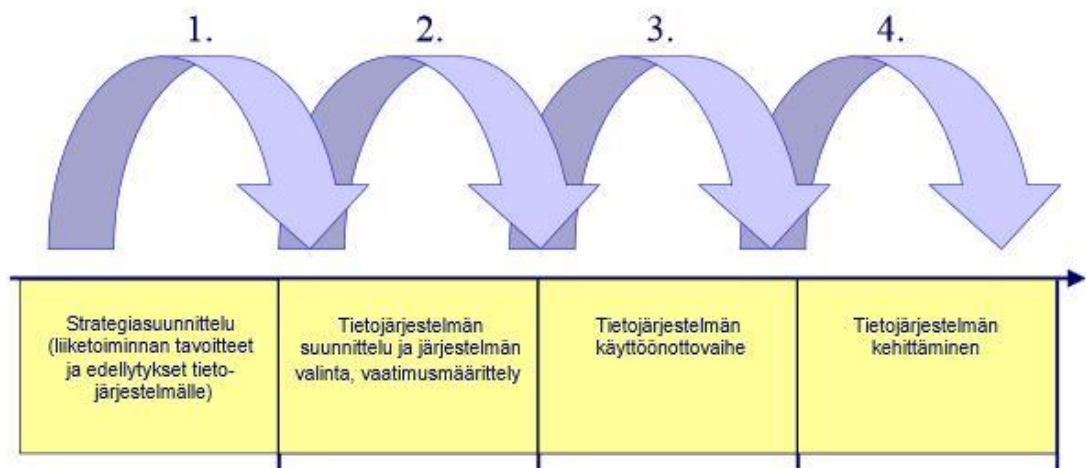 1.
2.
3.
4.
Strategiasuunnittelu
(liiketoiminnan tavoitteet
ja edellytykset tieto-
järjestelmälle)
Tietojärjestelmän
suunnittelu ja järjestelmän
valinta, vaatimusmäärittely
Tietojärjestelmän
käyttöönottovaihe
Tietojärjestelmän
kehittäminen